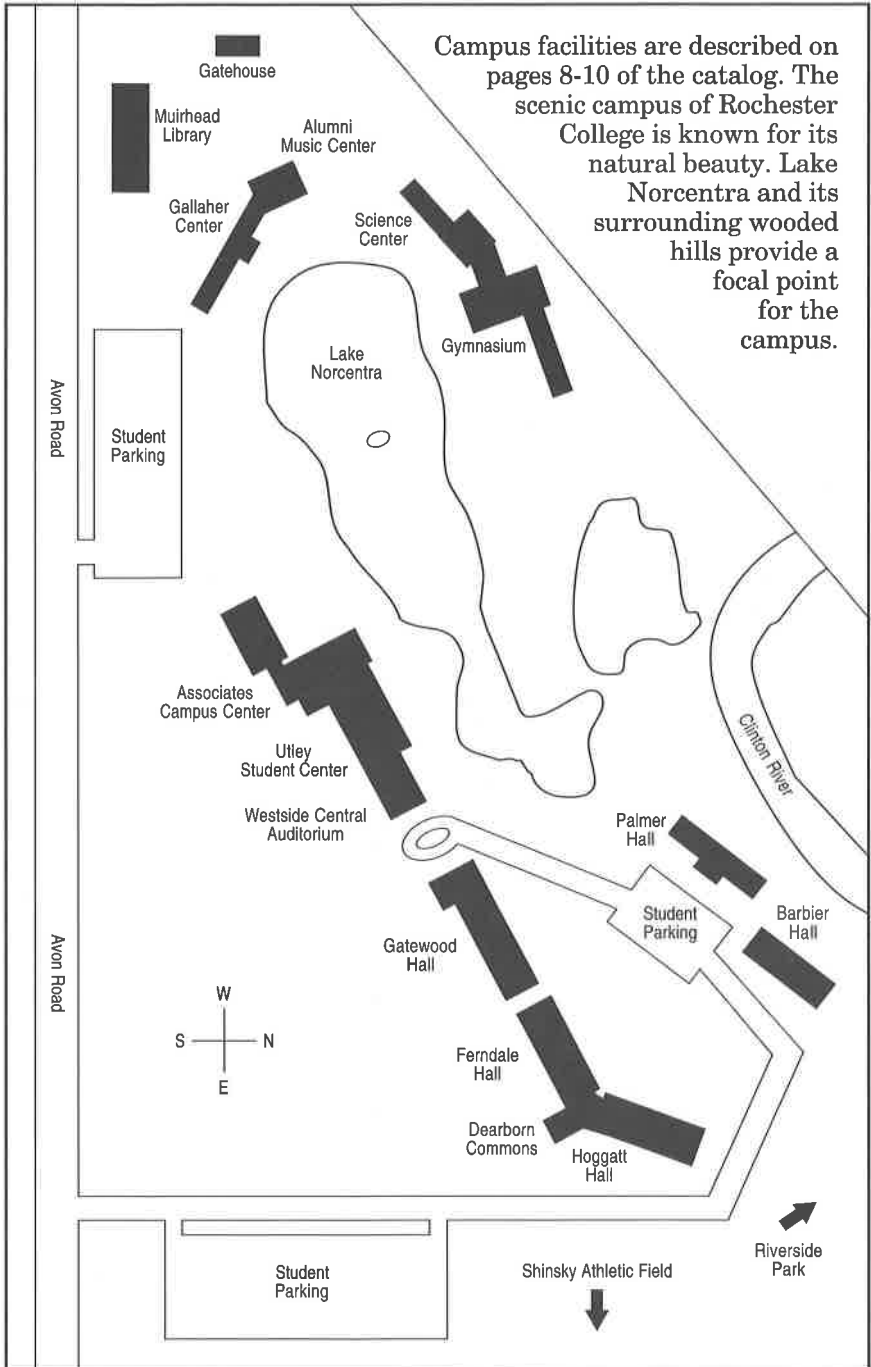 Campus facilities are described on
pages 8-10 of the catalog. The
scenic campus of Rochester
College is known for its
natural beauty. Lake
Norcentra and its
surrounding wooded
hills provide a
focal point
for the
campus.
Gatehouse
Muirhead
Library
Alumni
Music Center
Gallaher
Center
Science
Center
Gymnasium
Lake
Norcentra
Avon Road
Student
Parking
Associates
Campus Center
Utley
Student Center
Westside Central
Auditorium
Clinton River
Palmer
Hall
Student
Parking
Barbier
Hall
Gatewood
Hall
Avon Road
W
S
N
E
Ferndale
Hall
Dearborn
Commons
Hoggatt
Hall
Riverside
Park
Student
Parking
Shinsky Athletic Field